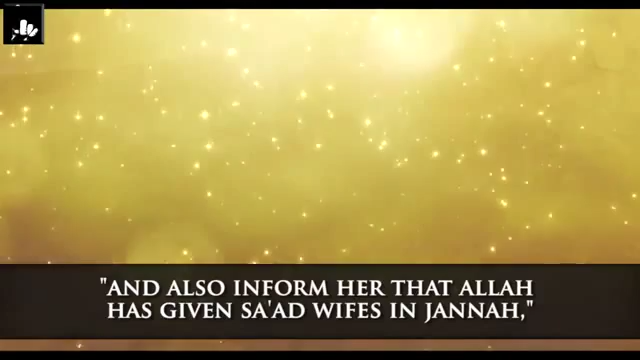 "AND ALSO INFORM HER THAT ALLAH
HAS GIVEN SA'AD WIFES IN JANNAH,"